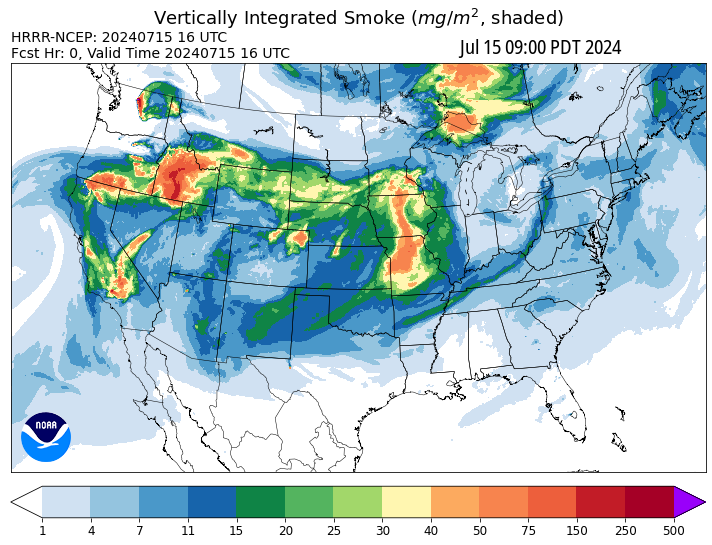 Vertically Integrated Smoke (mg/m², shaded)
HRRR-NCEP: 20240715 16 UTC
Fcst Hr: 0, Valid Time 20240715 16 UTC
Jul 15 09:00 PDT 2024
NOAA
1 4 7 11 15 20 25 30 40 50 75 150 250 500